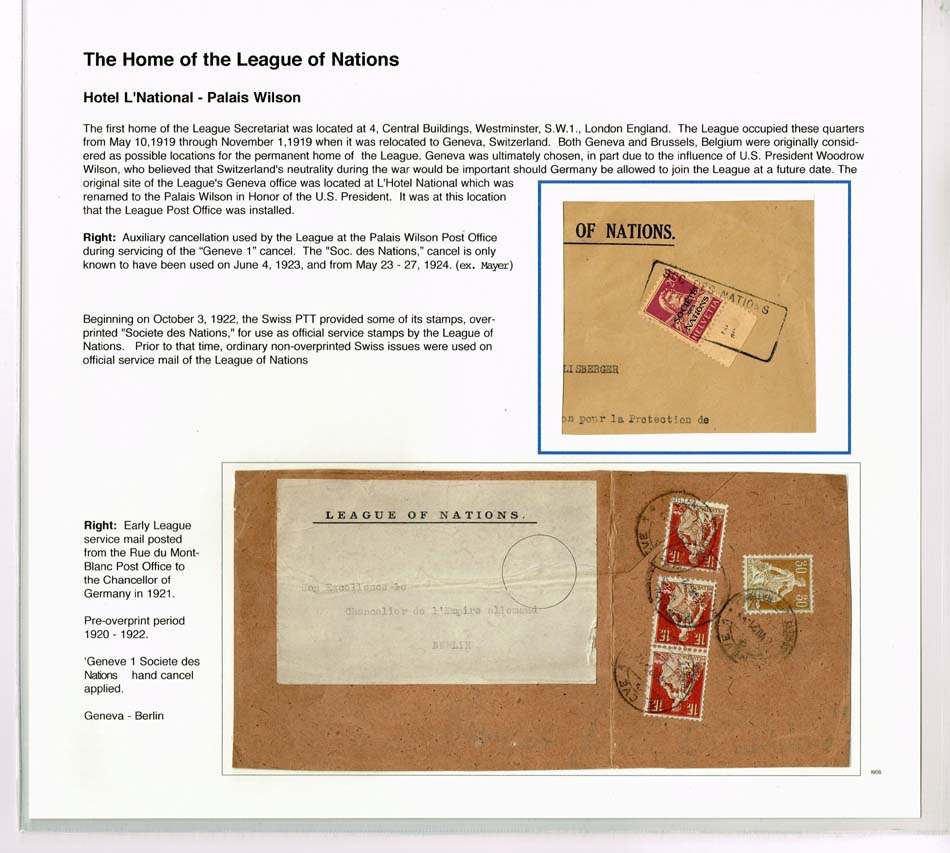 The Home of the League of Nations
Hotel L'National - Palais Wilson
The first home of the League Secretariat was located at 4, Central Buildings, Westminster, S.W.1., London England. The League occupied these quarters
from May 10,1919 through November 1,1919 when it was relocated to Geneva, Switzerland. Both Geneva and Brussels, Belgium were originally consid-
ered as possible locations for the permanent home of the League. Geneva was ultimately chosen, in part due to the influence of U.S. President Woodrow
Wilson, who believed that Switzerland's neutrality during the war would be important should Germany be allowed to join the League at a future date. The
original site of the League's Geneva office was located at L'Hotel National which was
renamed to the Palais Wilson in Honor of the U.S. President. It was at this location
that the League Post Office was installed.
Right: Auxiliary cancellation used by the League at the Palais Wilson Post Office
during servicing of the "Geneve 1" cancel. The "Soc. des Nations," cancel is only
known to have been used on June 4, 1923, and from May 23 - 27, 1924. (ex. Mayer)
OF NATIONS.
SOC. DES NATIONS
SOCIÉTÉ
DES
NATIONS
HELVETIA
LISBERGER
on pour la Protection de
Beginning on October 3, 1922, the Swiss PTT provided some of its stamps, over-
printed "Societe des Nations," for use as official service stamps by the League of
Nations. Prior to that time, ordinary non-overprinted Swiss issues were used on
official service mail of the League of Nations
Right: Early League
service mail posted
from the Rue du Mont-
Blanc Post Office to
the Chancellor of
Germany in 1921.
Pre-overprint period
1920 - 1922.
'Geneve 1 Societe des
Nations hand cancel
applied.
Geneva - Berlin
LEAGUE OF NATIONS.
Son Excellence le
Chancelier de l'Empire allemand
BERLIN
1F. 1F.
1F. 1F.
1F. 1F.
30 30